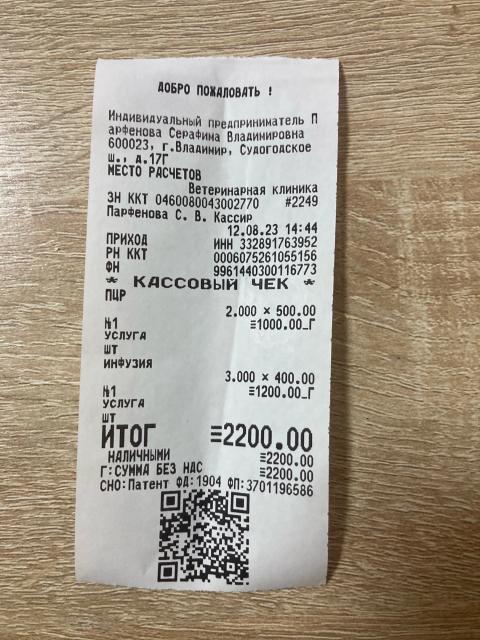 ДОБРО ПОЖАЛОВАТЬ !
Индивидуальный предприниматель П
арфенова Серафима Владимировна
600023, г.Владимир, Судогодское
ш., д.17Г
МЕСТО РАСЧЕТОВ
Ветеринарная клиника
ЗН ККТ 0460080043002770 #2249
Парфенова С. В. Кассир
12.08.23 14:44
ПРИХОД ИНН 332891763952
РН ККТ 0006075261055156
ФН 9961440300116773
* КАССОВЫЙ ЧЕК *
ПЦР
2.000 × 500.00
№1 ≡1000.00_Г
УСЛУГА
ШТ
ИНФУЗИЯ
3.000 × 400.00
№1 ≡1200.00_Г
УСЛУГА
ШТ
ИТОГ ≡2200.00
НАЛИЧНЫМИ ≡2200.00
Г:СУММА БЕЗ НДС ≡2200.00
СНО:Патент ФД:1904 ФП:3701196586